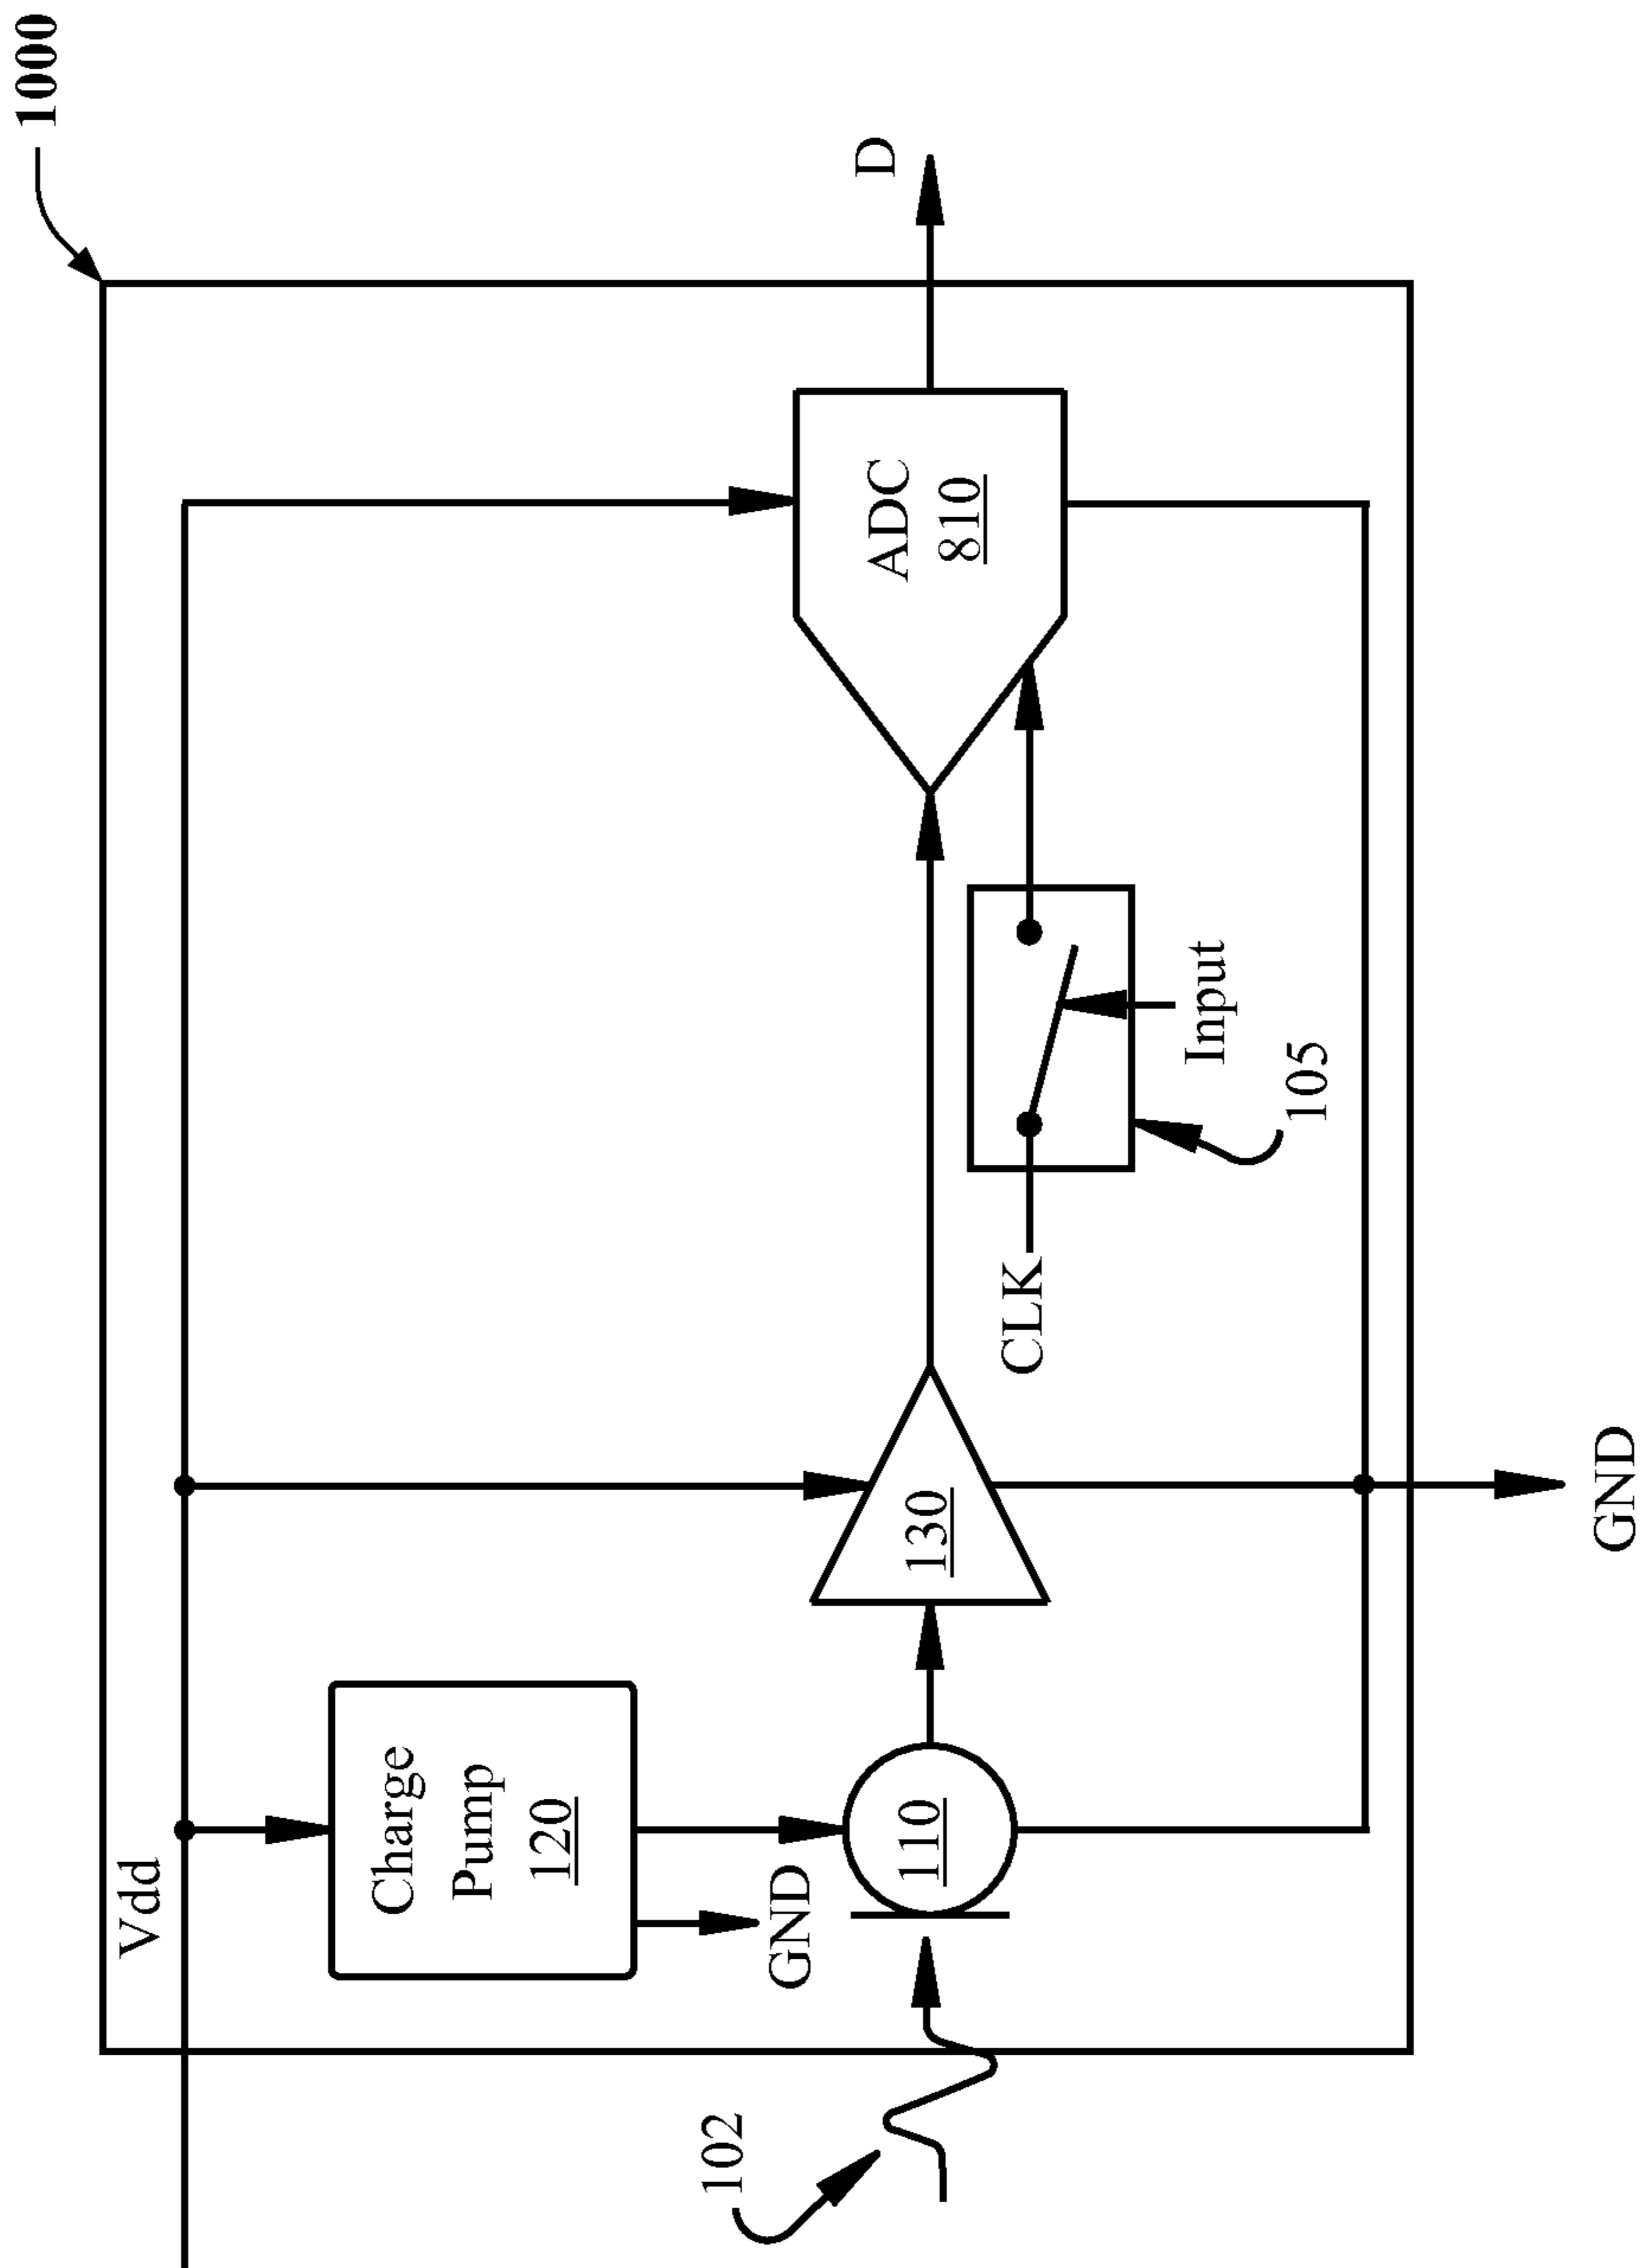 1000
Vdd
Charge
Pump
120
GND
102
110
130
CLK
Input
105
ADC
810
D
GND